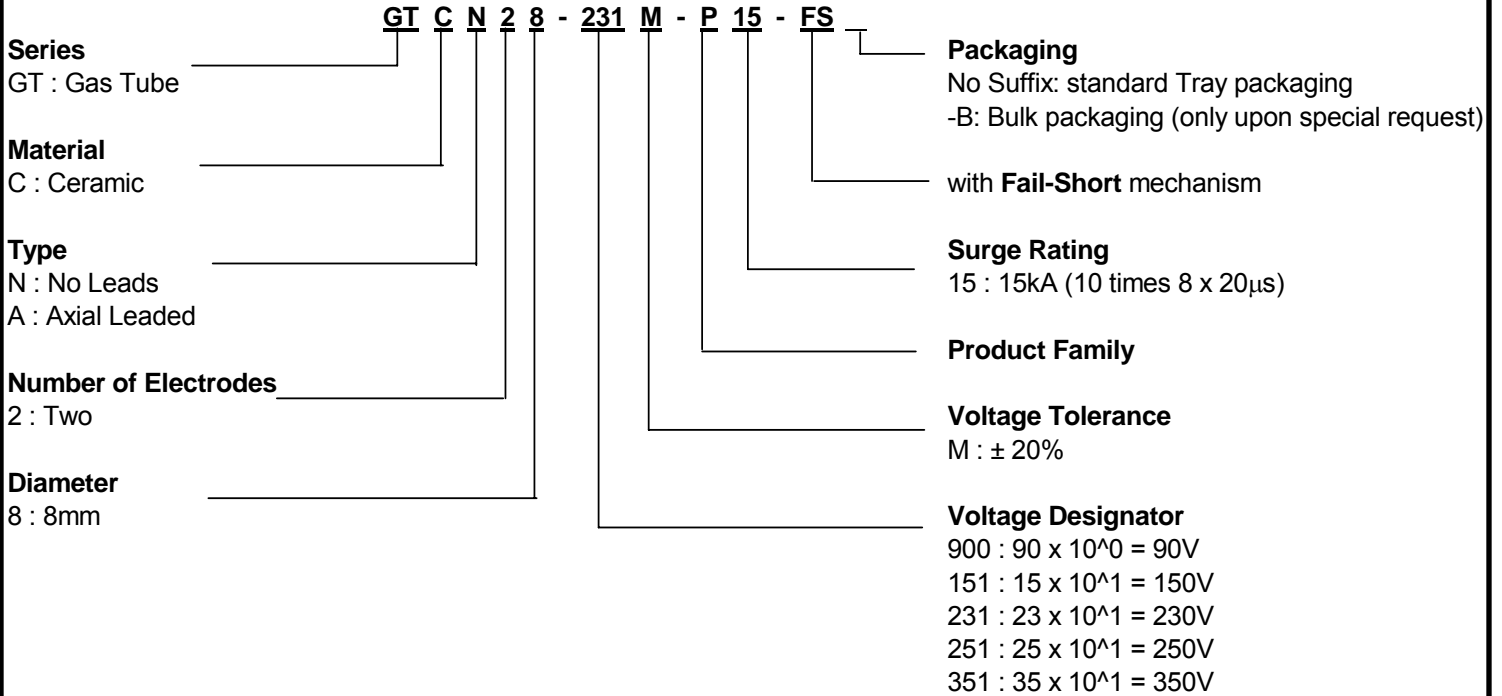 GT C N 2 8 - 231 M - P 15 - FS _
Series
GT : Gas Tube
Material
C : Ceramic
Type
N : No Leads
A : Axial Leaded
Number of Electrodes
2 : Two
Diameter
8 : 8mm
Packaging
No Suffix: standard Tray packaging
-B: Bulk packaging (only upon special request)
with Fail-Short mechanism
Surge Rating
15 : 15kA (10 times 8 x 20μs)
Product Family
Voltage Tolerance
M : ± 20%
Voltage Designator
900 : 90 x 10^0 = 90V
151 : 15 x 10^1 = 150V
231 : 23 x 10^1 = 230V
251 : 25 x 10^1 = 250V
351 : 35 x 10^1 = 350V